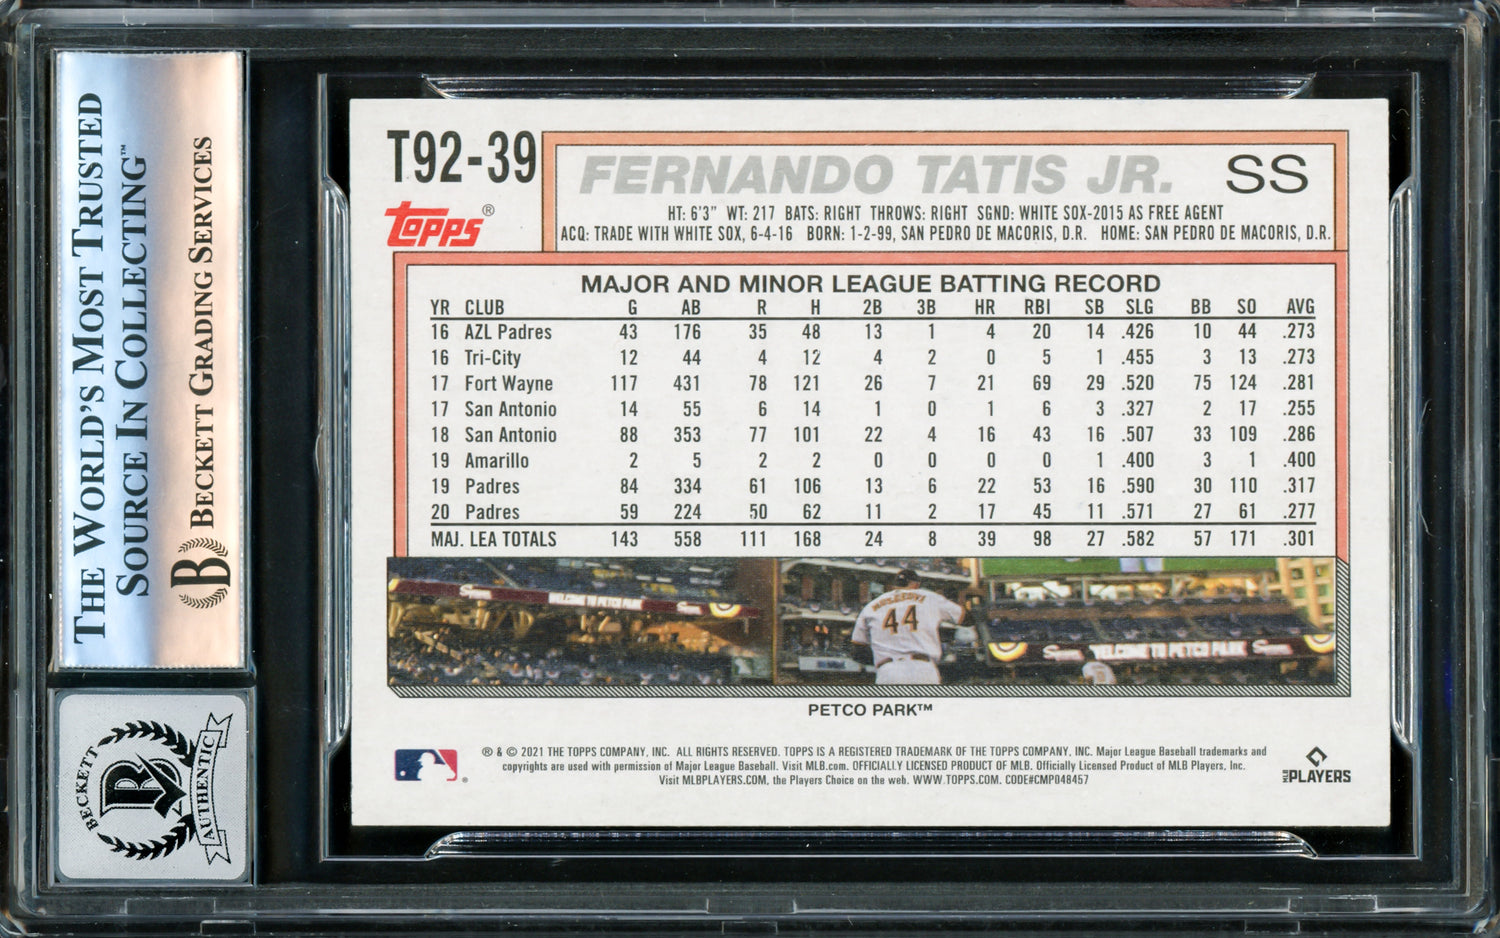 THE WORLD'S MOST TRUSTED
SOURCE IN COLLECTING™
BECKETT GRADING SERVICES
B
BECKETT
B
AUTHENTIC
T92-39
Topps®
FERNANDO TATIS JR. SS
HT: 6'3" WT: 217 BATS: RIGHT THROWS: RIGHT SGND: WHITE SOX-2015 AS FREE AGENT
ACQ: TRADE WITH WHITE SOX, 6-4-16 BORN: 1-2-99, SAN PEDRO DE MACORIS, D.R. HOME: SAN PEDRO DE MACORIS, D.R.
MAJOR AND MINOR LEAGUE BATTING RECORD
YR CLUB G AB R H 2B 3B HR RBI SB SLG BB SO AVG
16 AZL Padres 43 176 35 48 13 1 4 20 14 .426 10 44 .273
16 Tri-City 12 44 4 12 4 2 0 5 1 .455 3 13 .273
17 Fort Wayne 117 431 78 121 26 7 21 69 29 .520 75 124 .281
17 San Antonio 14 55 6 14 1 0 1 6 3 .327 2 17 .255
18 San Antonio 88 353 77 101 22 4 16 43 16 .507 33 109 .286
19 Amarillo 2 5 2 2 0 0 0 0 1 .400 3 1 .400
19 Padres 84 334 61 106 13 6 22 53 16 .590 30 110 .317
20 Padres 59 224 50 62 11 2 17 45 11 .571 27 61 .277
MAJ. LEA TOTALS 143 558 111 168 24 8 39 98 27 .582 57 171 .301
WELCOME TO PETCO PARK
44
WELCOME TO PETCO PARK
PETCO PARK™
® & © 2021 THE TOPPS COMPANY, INC. ALL RIGHTS RESERVED. TOPPS IS A REGISTERED TRADEMARK OF THE TOPPS COMPANY, INC. Major League Baseball trademarks and
copyrights are used with permission of Major League Baseball. Visit MLB.com. OFFICIALLY LICENSED PRODUCT OF MLB. Officially Licensed Product of MLB Players, Inc.
Visit MLBPLAYERS.COM, the Players Choice on the web. WWW.TOPPS.COM. CODE#CMP048457
MLB PLAYERS